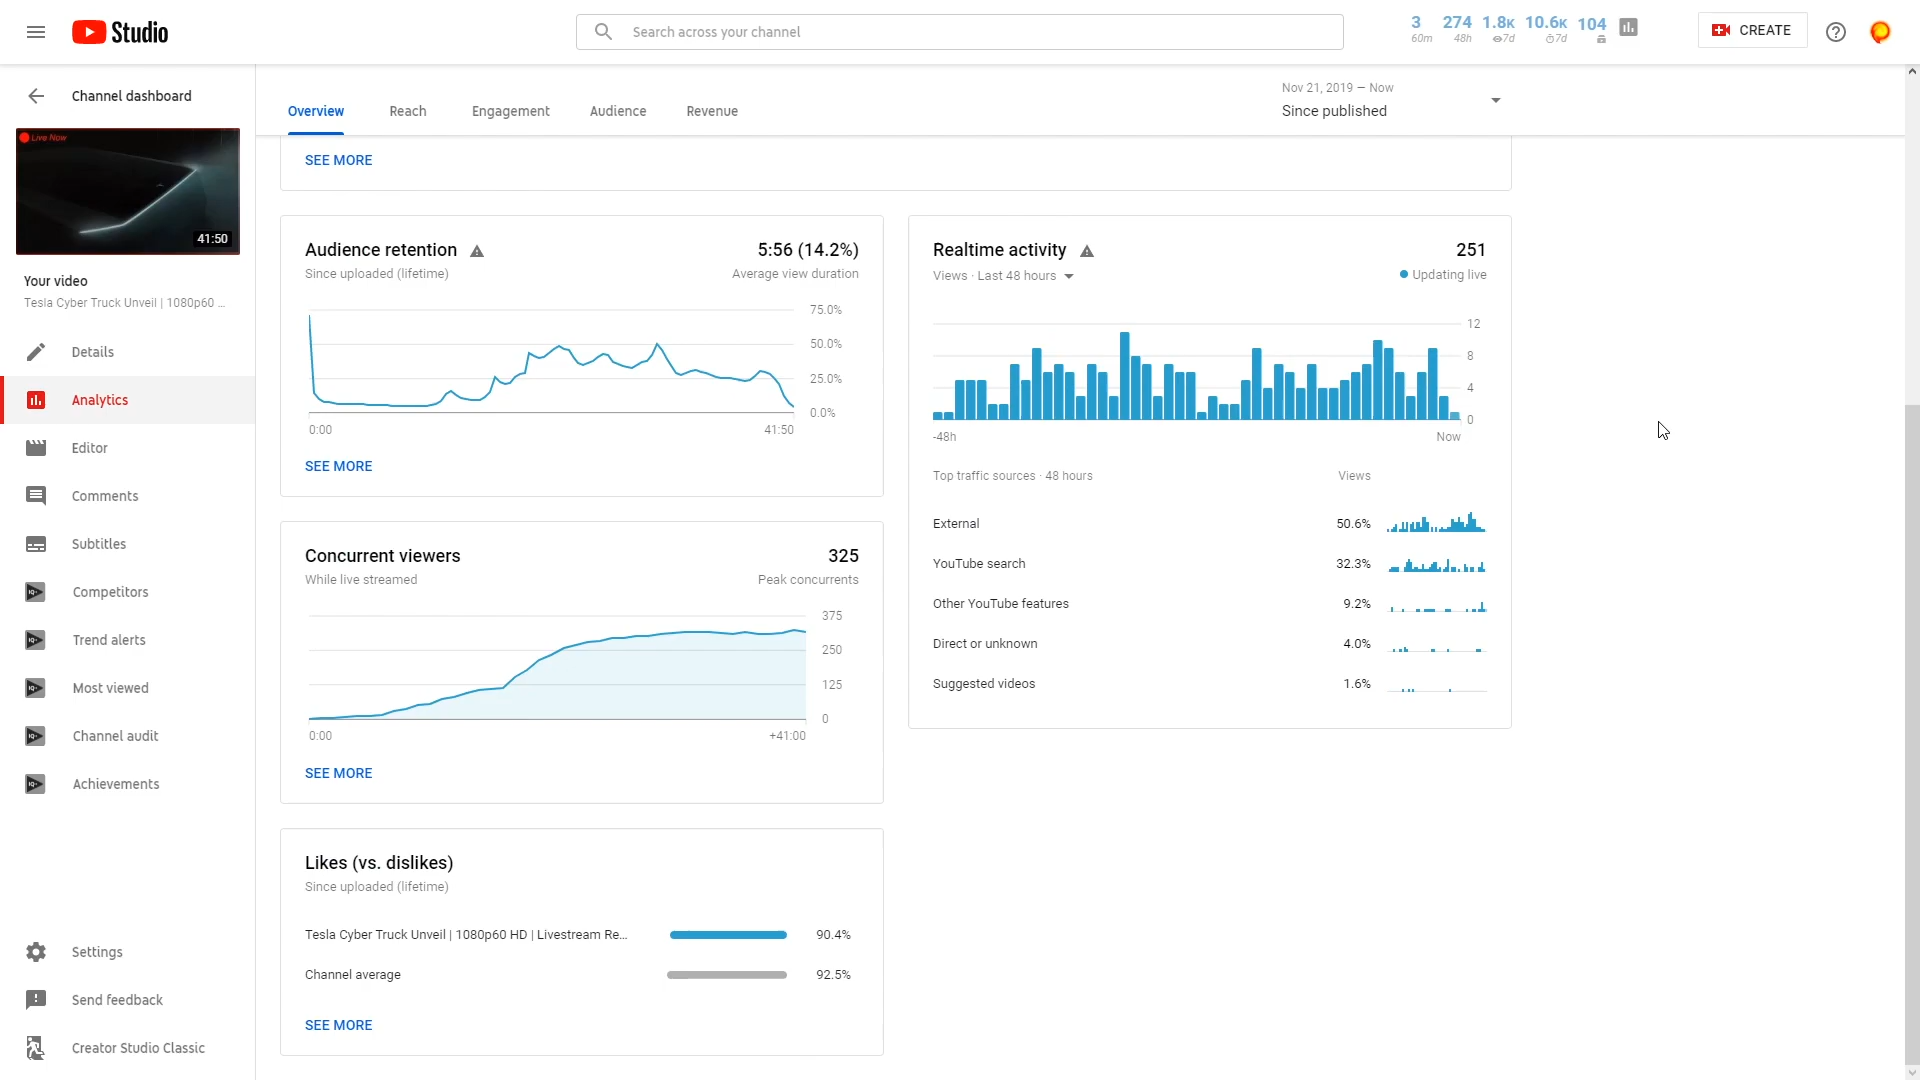 Studio
Search across your channel
3 274 1.8K 10.6K 104
60m 48h 7d 7d
CREATE
Channel dashboard
Live Now
41:50
Your video
Tesla Cyber Truck Unveil | 1080p60 ...
Details
Analytics
Editor
Comments
Subtitles
Competitors
Trend alerts
Most viewed
Channel audit
Achievements
Settings
Send feedback
Creator Studio Classic
Overview Reach Engagement Audience Revenue
Nov 21, 2019 – Now
Since published
SEE MORE
Audience retention 5:56 (14.2%)
Since uploaded (lifetime) Average view duration
75.0%
50.0%
25.0%
0.0%
0:00 41:50
SEE MORE
Concurrent viewers 325
While live streamed Peak concurrents
375
250
125
0
0:00 +41:00
SEE MORE
Likes (vs. dislikes)
Since uploaded (lifetime)
Tesla Cyber Truck Unveil | 1080p60 HD | Livestream Re... 90.4%
Channel average 92.5%
SEE MORE
Realtime activity 251
Views · Last 48 hours Updating live
12
8
4
0
-48h Now
Top traffic sources · 48 hours Views
External 50.6%
YouTube search 32.3%
Other YouTube features 9.2%
Direct or unknown 4.0%
Suggested videos 1.6%